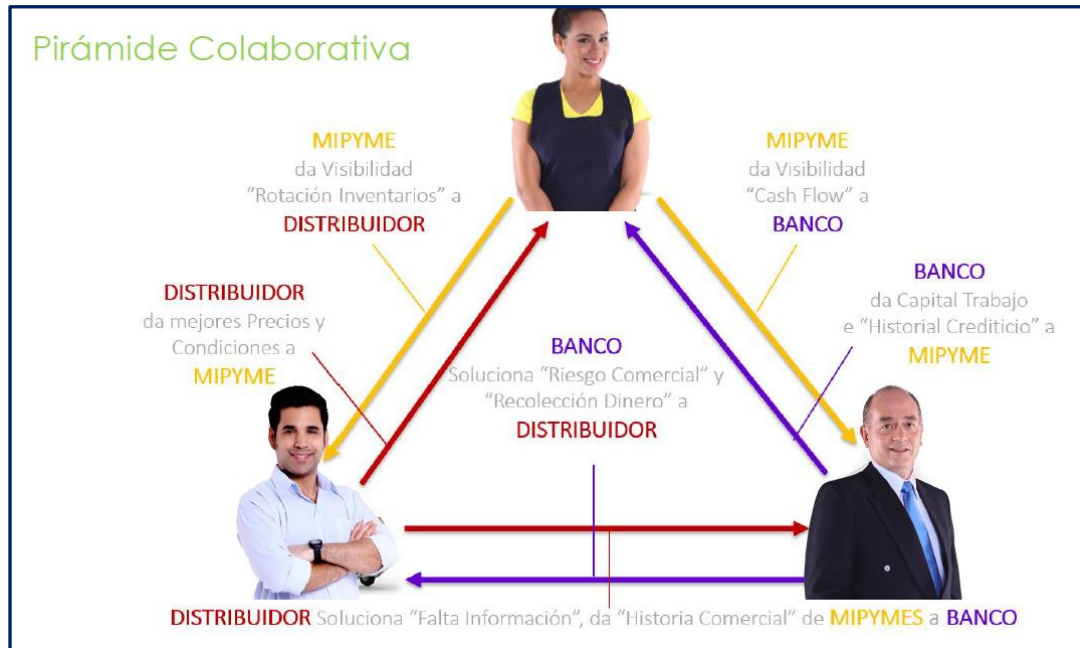 Pirámide Colaborativa
MIPYME
da Visibilidad
“Rotación Inventarios” a
DISTRIBUIDOR
MIPYME
da Visibilidad
“Cash Flow” a
BANCO
DISTRIBUIDOR
da mejores Precios y
Condiciones a
MIPYME
BANCO
Soluciona “Riesgo Comercial” y
“Recolección Dinero” a
DISTRIBUIDOR
BANCO
da Capital Trabajo
e “Historial Crediticio” a
MIPYME
DISTRIBUIDOR Soluciona “Falta Información”, da “Historia Comercial” de MIPYMES a BANCO